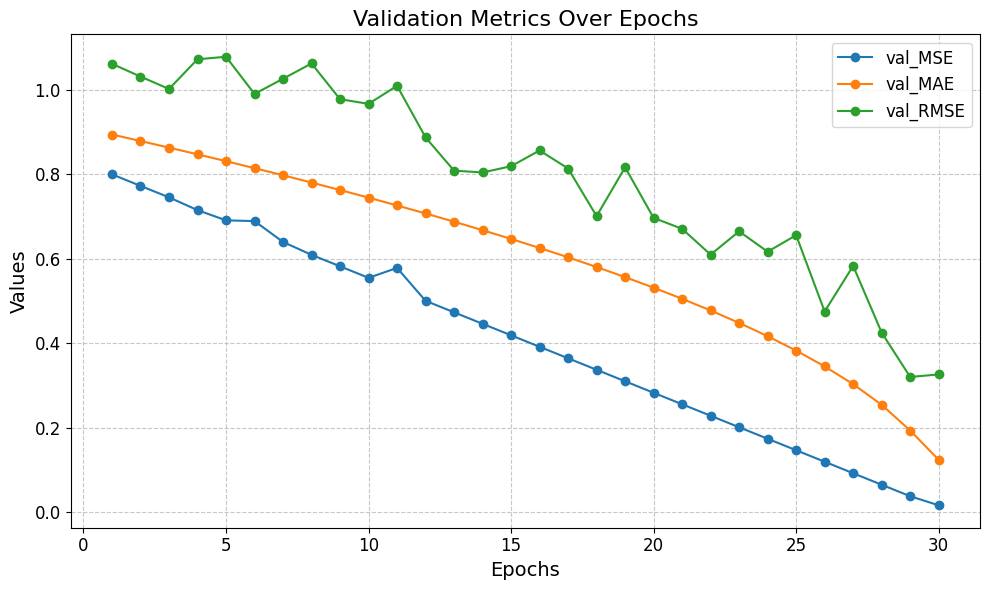 Validation Metrics Over Epochs
val_MSE
val_MAE
val_RMSE
Values
1.0
0.8
0.6
0.4
0.2
0.0
0 5 10 15 20 25 30
Epochs